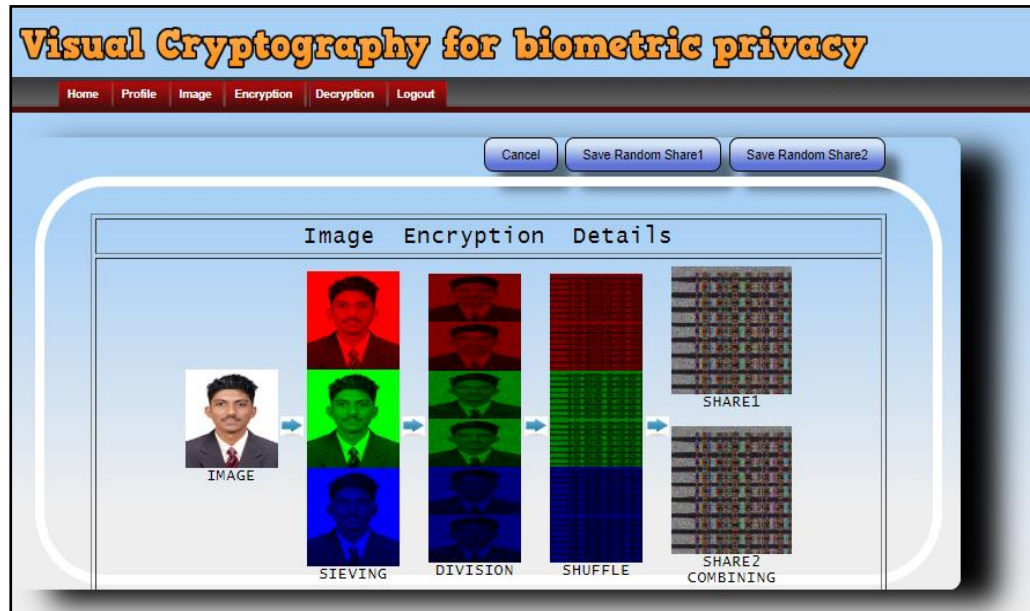 Visual Cryptography for biometric privacy
Home Profile Image Encryption Decryption Logout
Cancel Save Random Share1 Save Random Share2
Image Encryption Details
IMAGE
SIEVING
DIVISION
SHUFFLE
SHARE1
SHARE2
COMBINING